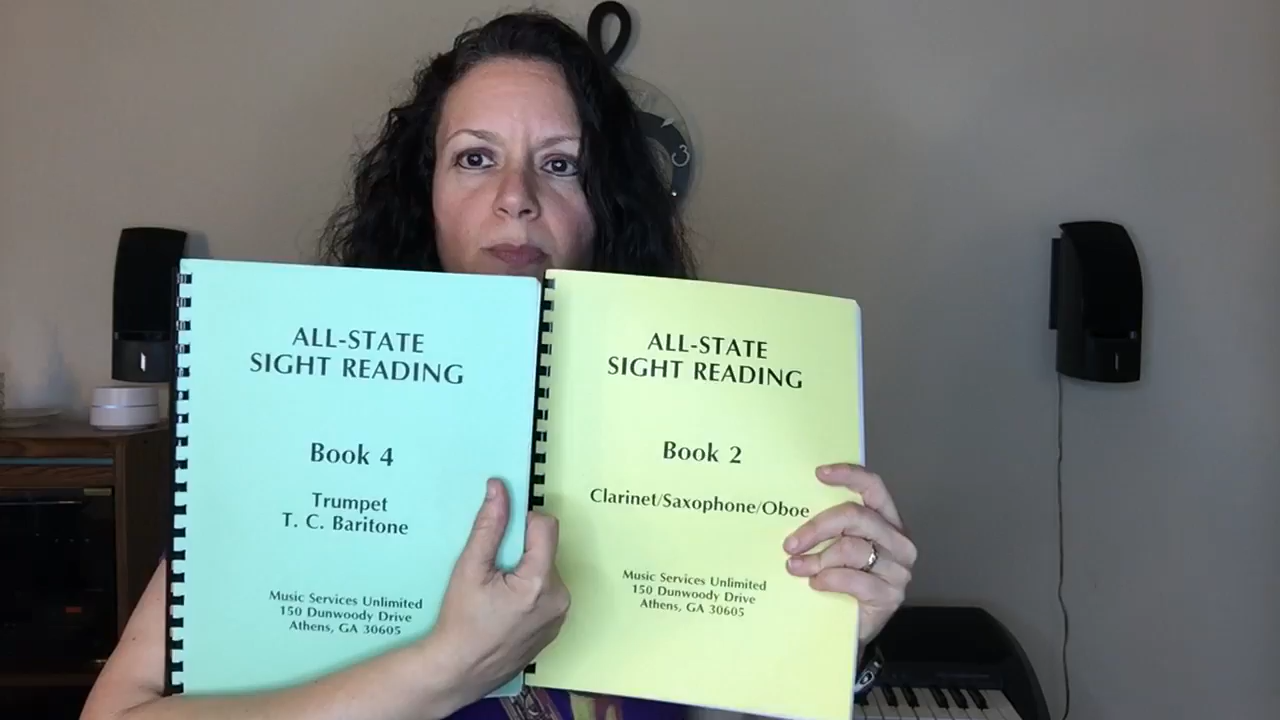 ALL-STATE
SIGHT READING
Book 4
Trumpet
T. C. Baritone
Music Services Unlimited
150 Dunwoody Drive
Athens, GA 30605
ALL-STATE
SIGHT READING
Book 2
Clarinet/Saxophone/Oboe
Music Services Unlimited
150 Dunwoody Drive
Athens, GA 30605
3